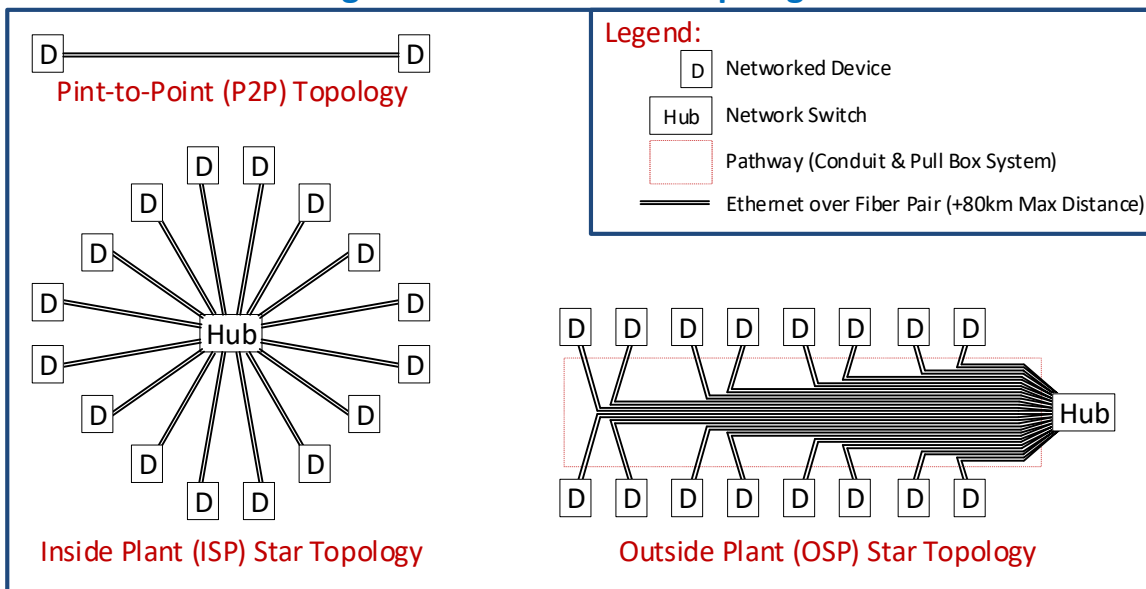 Legend:
D Networked Device
Hub Network Switch
Pathway (Conduit & Pull Box System)
Ethernet over Fiber Pair (+80km Max Distance)
D D
Pint-to-Point (P2P) Topology
D D
D D
D D
D D
Hub
D D
D D
D D
D D
Inside Plant (ISP) Star Topology
D D D D D D D D
Hub
D D D D D D D D
Outside Plant (OSP) Star Topology